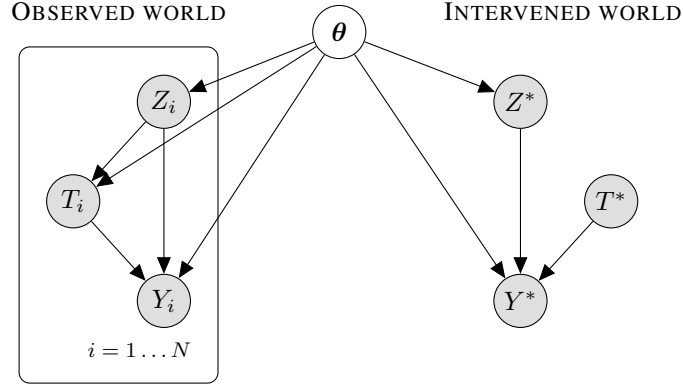 OBSERVED WORLD
θ
INTERVENED WORLD
Z_i
Z*
T_i
T*
Y_i
Y*
i = 1 … N